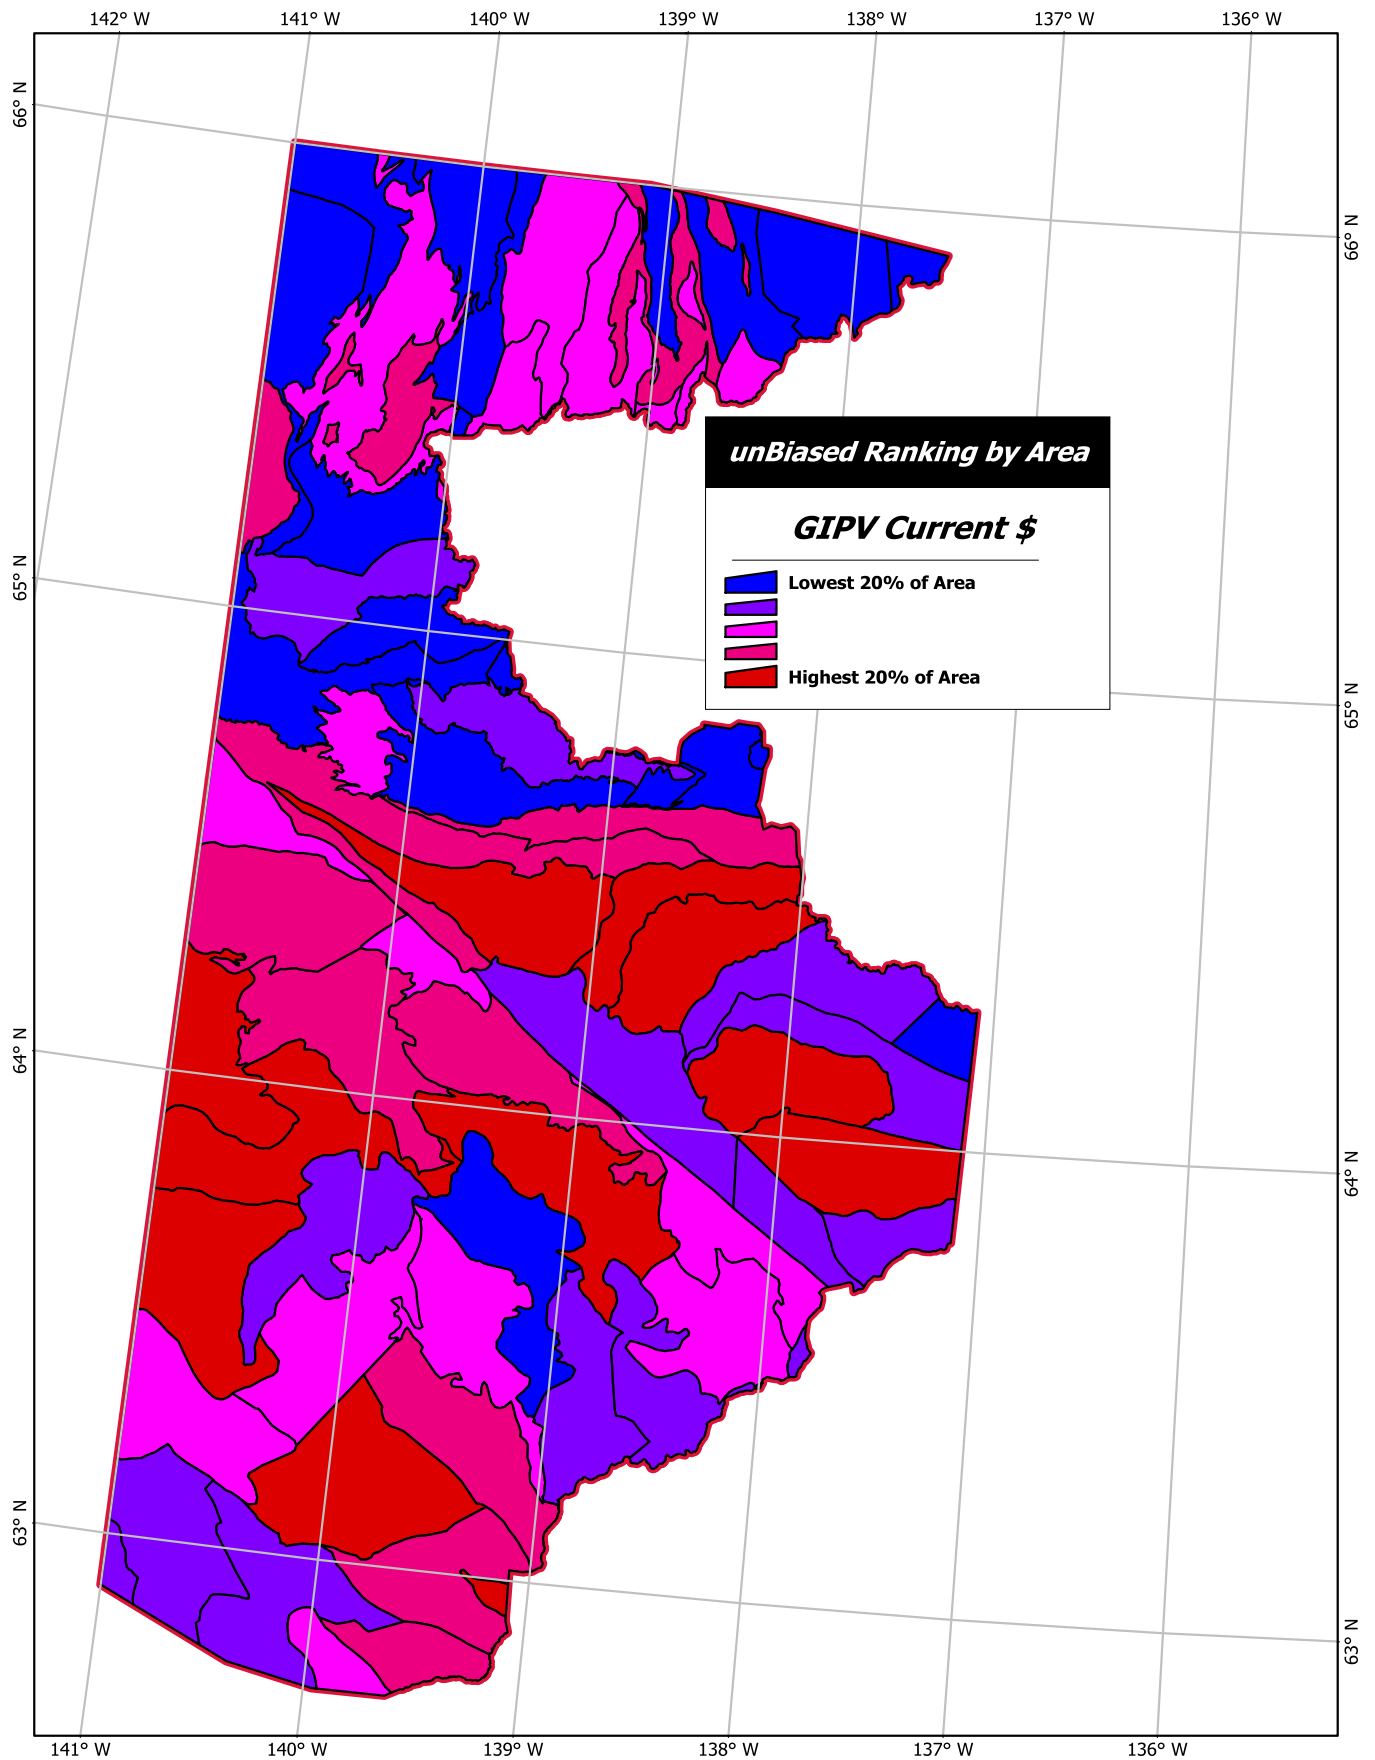 142° W 141° W 140° W 139° W 138° W 137° W 136° W
66° N
66° N
unBiased Ranking by Area
GIPV Current $
Lowest 20% of Area
Highest 20% of Area
65° N
65° N
64° N
64° N
63° N
63° N
141° W 140° W 139° W 138° W 137° W 136° W